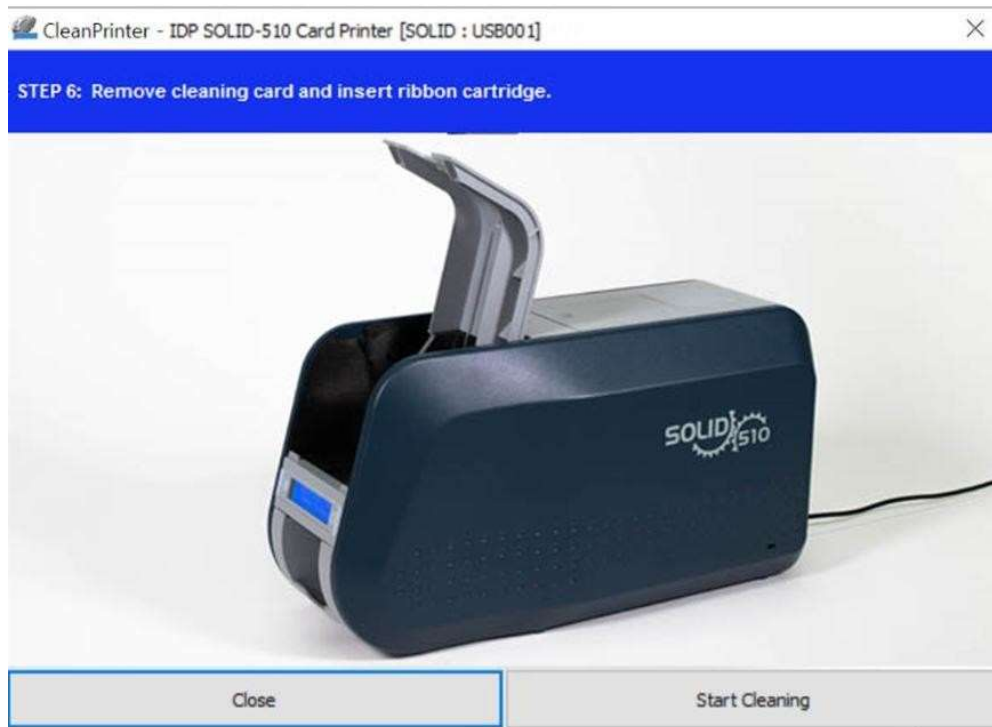 CleanPrinter - IDP SOLID-510 Card Printer [SOLID : USB001]
STEP 6: Remove cleaning card and insert ribbon cartridge.
SOLID 510
Close
Start Cleaning